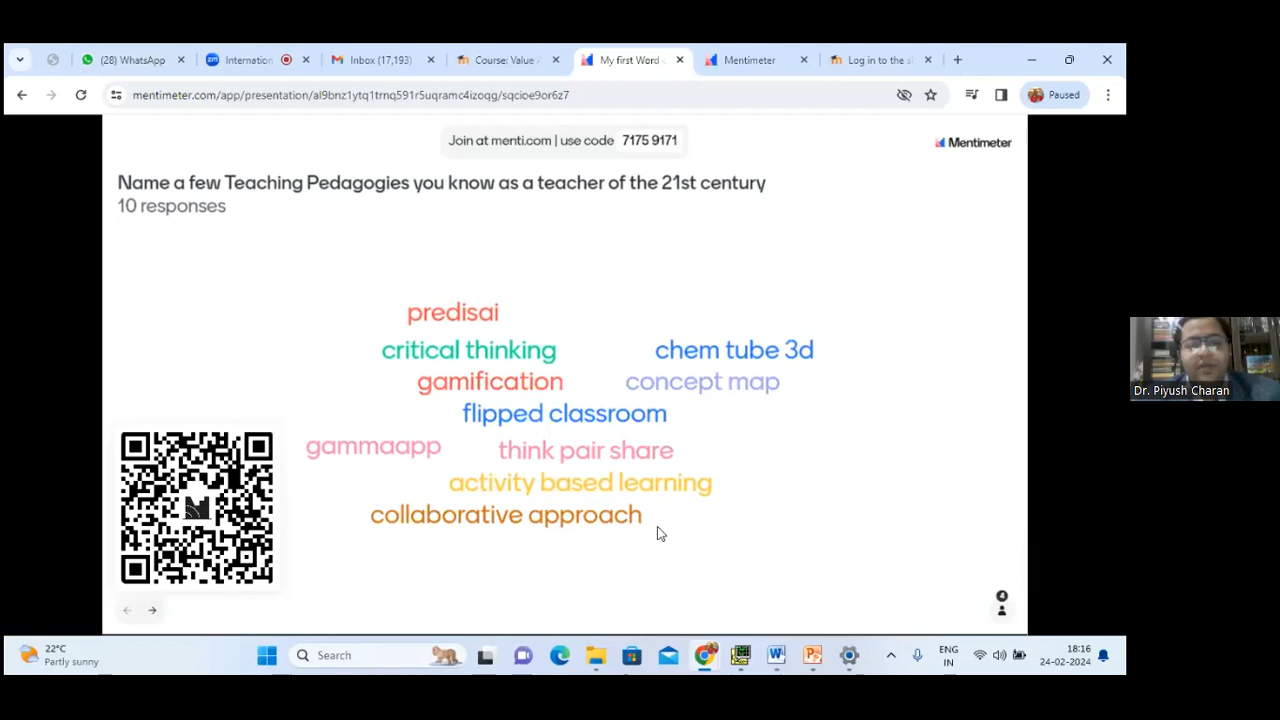 (28) WhatsApp
Internation
Inbox (17,193)
Course: Value
My first Word
Mentimeter
Log in to the si
mentimeter.com/app/presentation/al9bnz1ytq1trnq591r5uqramc4izoqg/sqcioe9or6z7
Paused
Join at menti.com | use code 7175 9171
Mentimeter
Name a few Teaching Pedagogies you know as a teacher of the 21st century
10 responses
predisai
critical thinking
chem tube 3d
gamification
concept map
flipped classroom
gammaapp
think pair share
activity based learning
collaborative approach
Dr. Piyush Charan
4
22°C
Partly sunny
Search
ENG
IN
18:16
24-02-2024